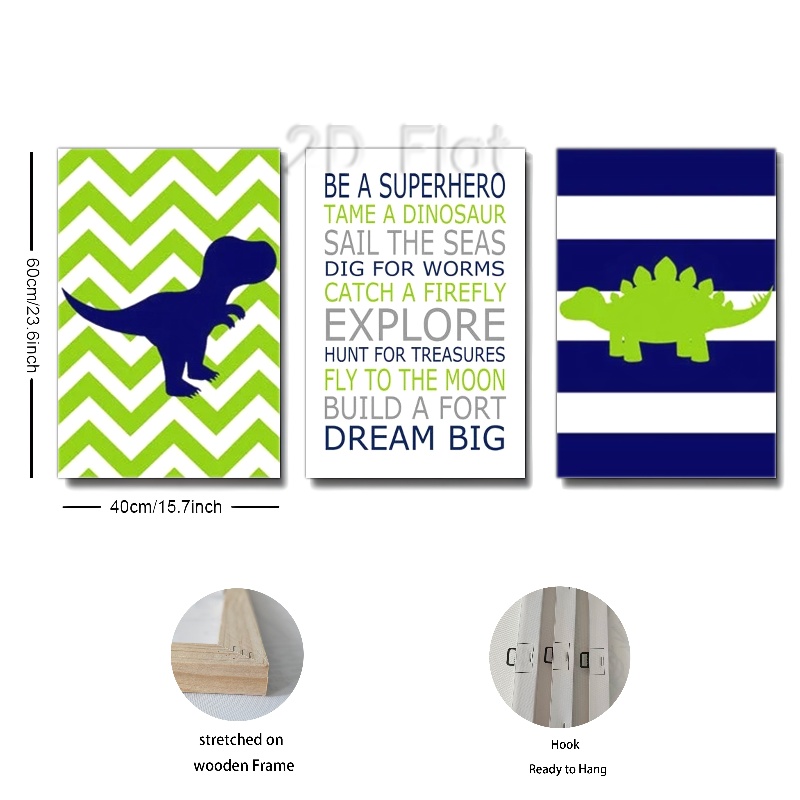 2D Flat
BE A SUPERHERO
TAME A DINOSAUR
SAIL THE SEAS
DIG FOR WORMS
CATCH A FIREFLY
EXPLORE
HUNT FOR TREASURES
FLY TO THE MOON
BUILD A FORT
DREAM BIG
60cm/23.6inch
40cm/15.7inch
stretched on
wooden Frame
Hook
Ready to Hang